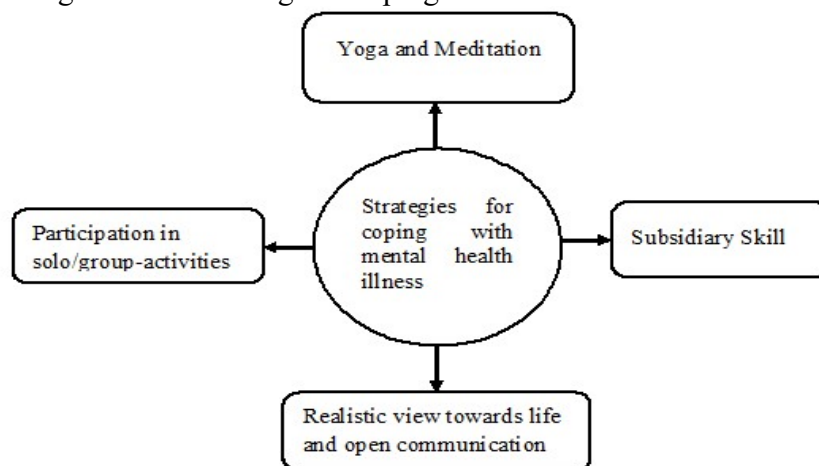 Yoga and Meditation
Strategies for
coping with
mental health
illness
Participation in
solo/group-activities
Subsidiary Skill
Realistic view towards life
and open communication